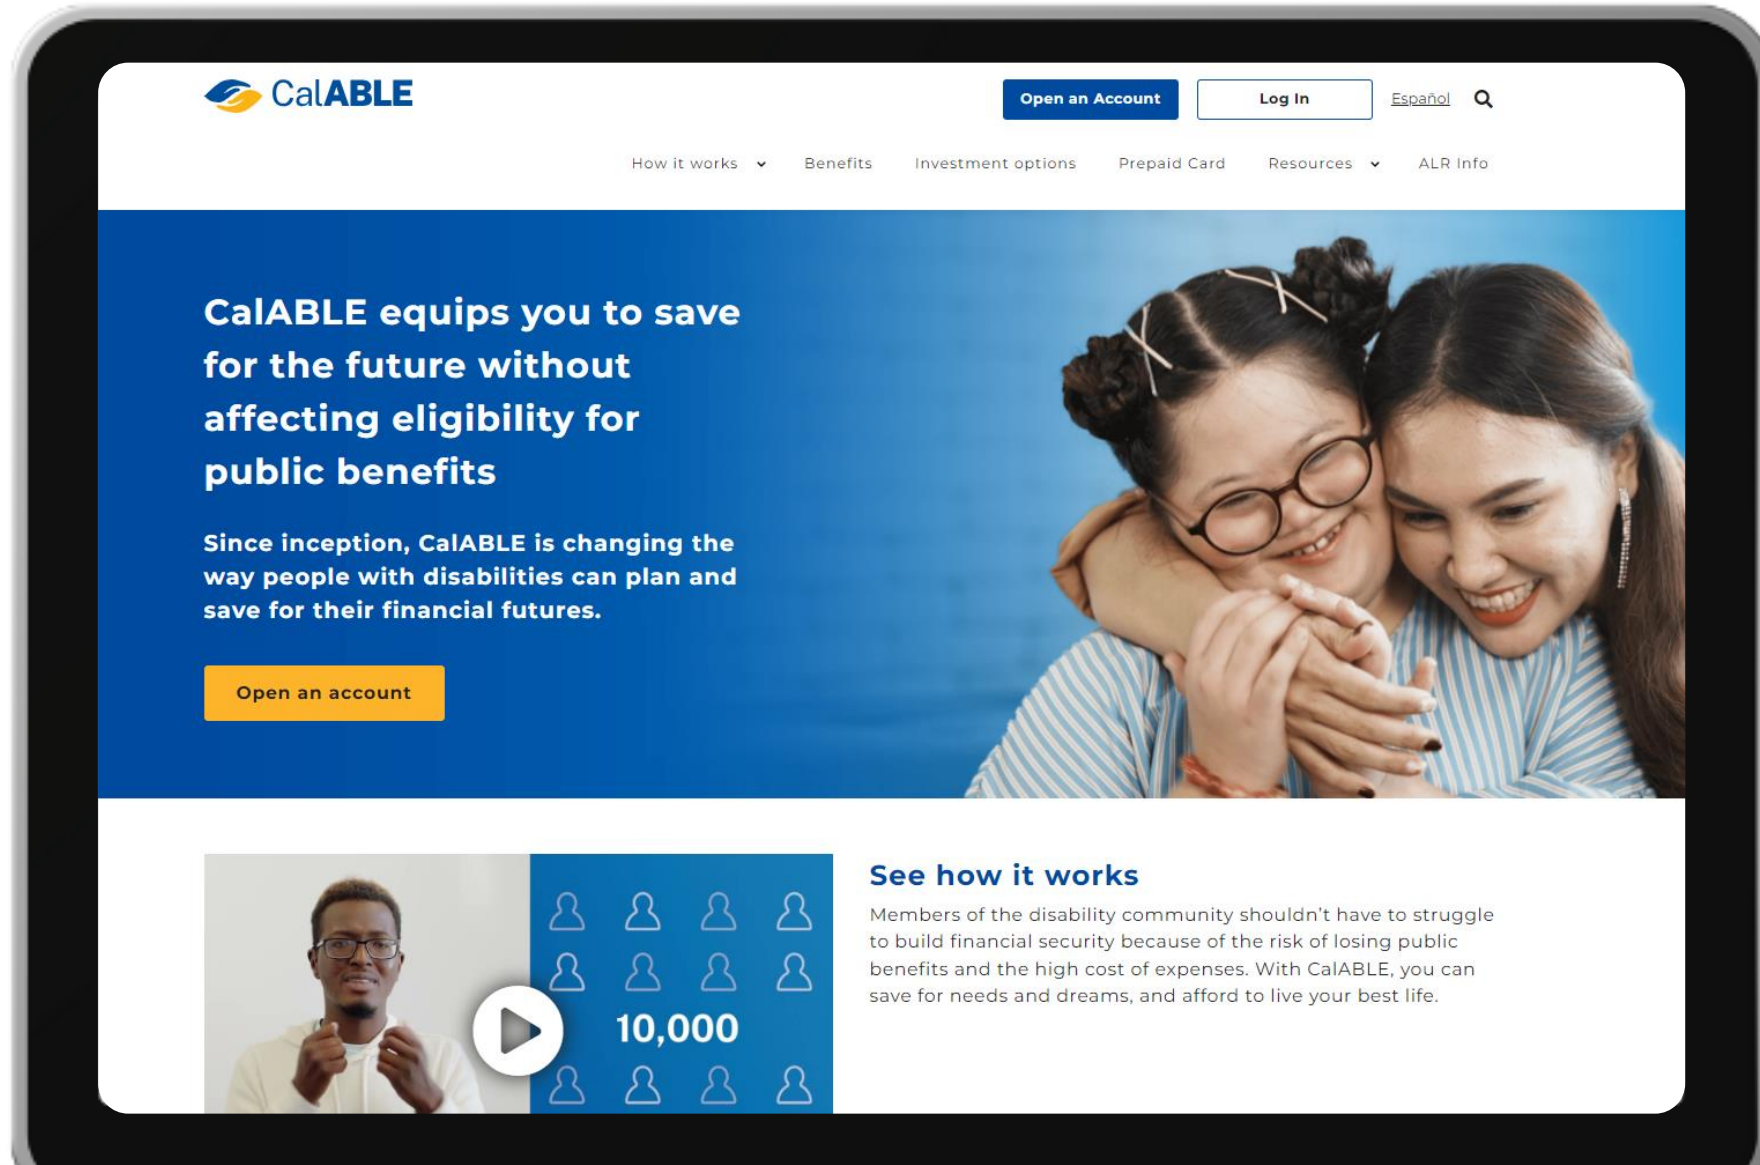 CalABLE
Open an Account
Log In
Español
How it works
Benefits
Investment options
Prepaid Card
Resources
ALR Info
CalABLE equips you to save
for the future without
affecting eligibility for
public benefits
Since inception, CalABLE is changing the
way people with disabilities can plan and
save for their financial futures.
Open an account
10,000
See how it works
Members of the disability community shouldn't have to struggle
to build financial security because of the risk of losing public
benefits and the high cost of expenses. With CalABLE, you can
save for needs and dreams, and afford to live your best life.